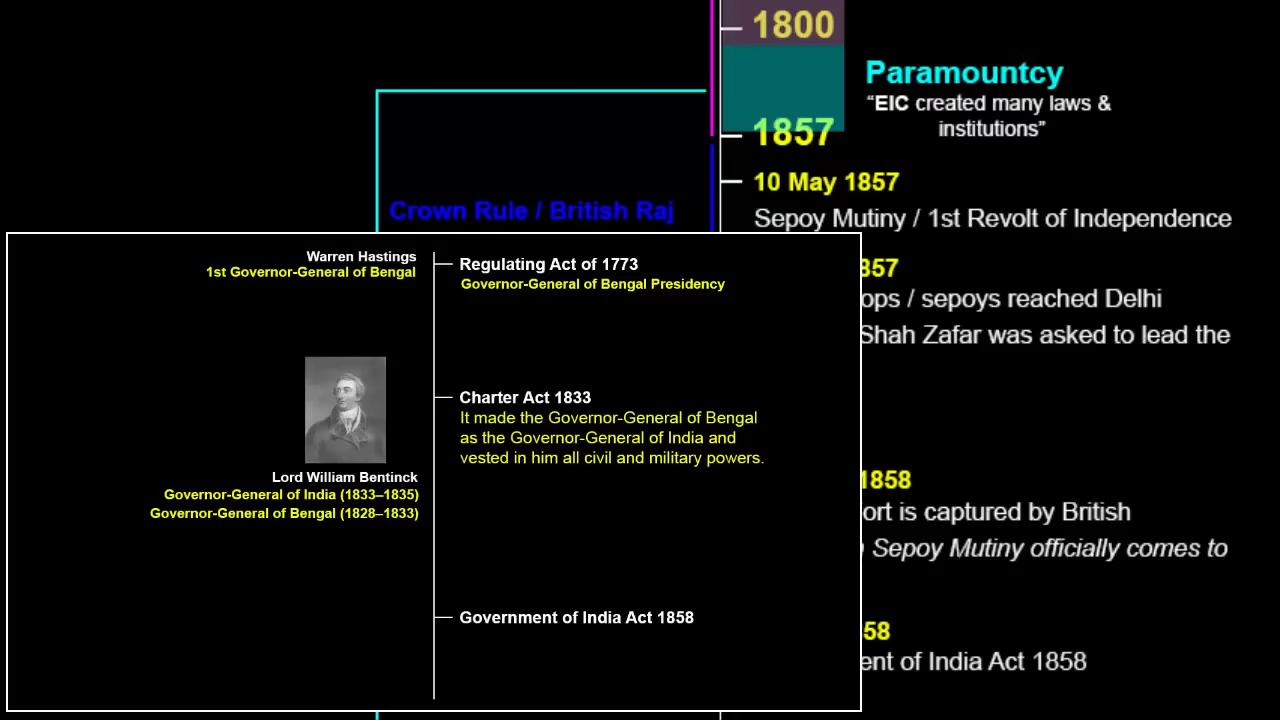 1800
Paramountcy
“EIC created many laws &
institutions”
1857
10 May 1857
Crown Rule / British Raj
Sepoy Mutiny / 1st Revolt of Independence
Warren Hastings
1st Governor-General of Bengal
Regulating Act of 1773
Governor-General of Bengal Presidency
857
ops / sepoys reached Delhi
Shah Zafar was asked to lead the
Charter Act 1833
It made the Governor-General of Bengal
as the Governor-General of India and
vested in him all civil and military powers.
Lord William Bentinck
Governor-General of India (1833–1835)
Governor-General of Bengal (1828–1833)
1858
ort is captured by British
Sepoy Mutiny officially comes to
Government of India Act 1858
58
ent of India Act 1858